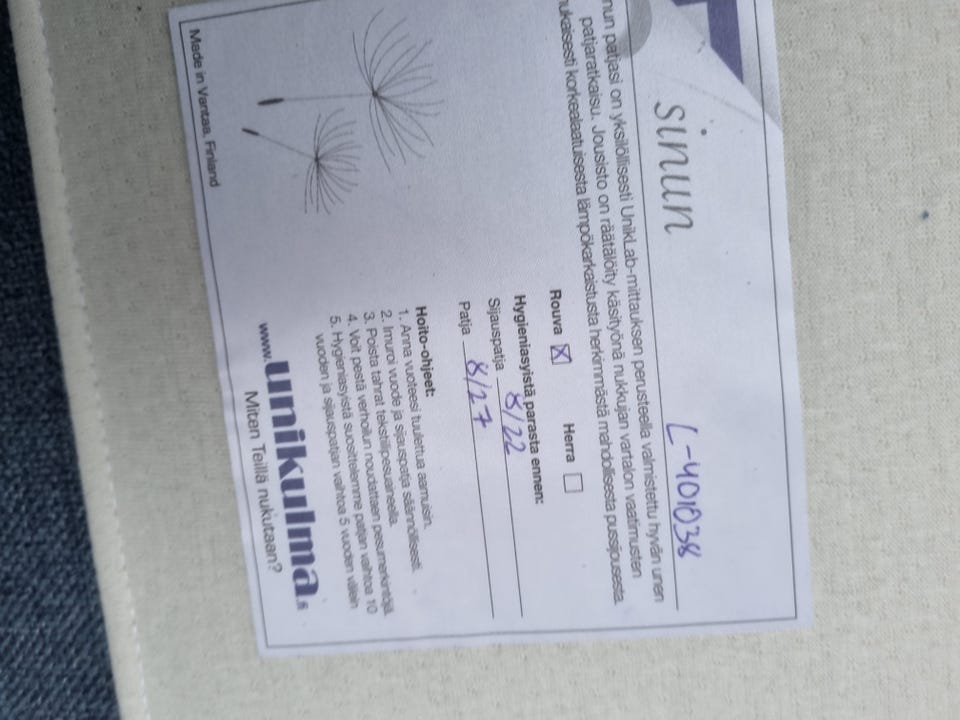 sinun L-401038
nun patjasi on yksilöllisesti UnikLab-mittauksen perusteella valmistettu hyvän unen
patjaratkaisu. Jousisto on räätälöity käsityönä nukkujan vartalon vaatimusten
mukaisesti korkealaatuisesta lämpökarkaistusta herkimmästä mahdollisesta pussijousesta.
Rouva ☒ Herra ☐
Hygieniasyistä parasta ennen:
Sijauspatja 8/22
Patja 8/27
Hoito-ohjeet:
1. Anna vuoteesi tuulettua aamuisin.
2. Imuroi vuode ja sijauspatja säännöllisesti.
3. Poista tahrat tekstiilipesuaineella.
4. Voit pestä verhoilun noudattaen pesumerkintöjä.
5. Hygieniasyistä suosittelemme patjan vaihtoa 10
vuoden ja sijauspatjan vaihtoa 5 vuoden välein
www.unikulma.fi
Miten Teillä nukutaan?
Made in Vantaa, Finland